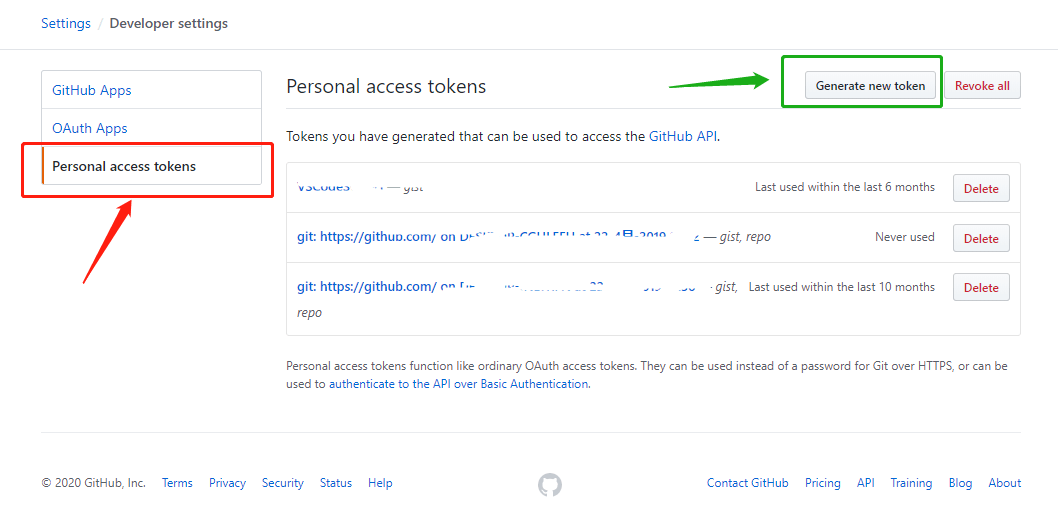 Settings / Developer settings
GitHub Apps
OAuth Apps
Personal access tokens
Personal access tokens
Generate new token
Revoke all
Tokens you have generated that can be used to access the GitHub API.
— gist
Last used within the last 6 months
Delete
git: https://github.com/ on — gist, repo
Never used
Delete
git: https://github.com/ on gist,
repo
Last used within the last 10 months
Delete
Personal access tokens function like ordinary OAuth access tokens. They can be used instead of a password for Git over HTTPS, or can be
used to authenticate to the API over Basic Authentication.
© 2020 GitHub, Inc. Terms Privacy Security Status Help
Contact GitHub Pricing API Training Blog About